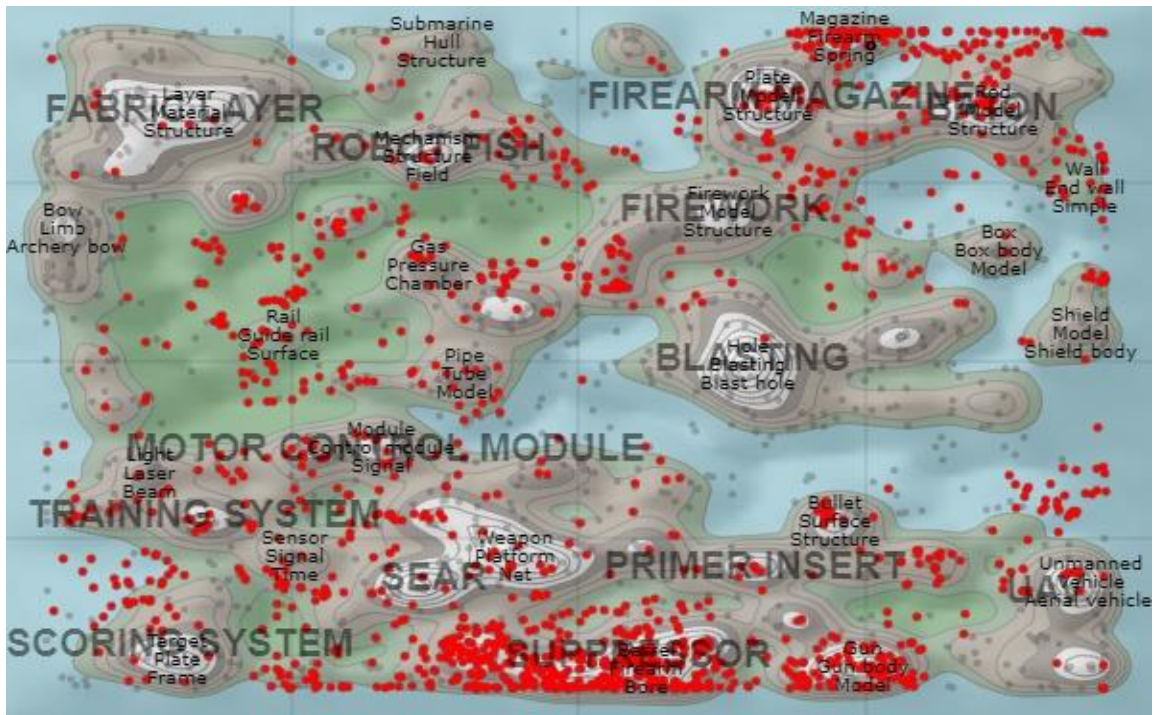 Submarine
Hull
Structure
Magazine
Firearm
Spring
FABRIC LAYER
Layer
Material
Structure
FIREARM MAGAZINE
Plate
Model
Structure
Rod
Model
Structure
ROBOTIC FISH
Mechanism
Structure
Field
Wall
End wall
Simple
Bow
Limb
Archery bow
FIREWORK
Firework
Model
Structure
Gas
Pressure
Chamber
Box
Box body
Model
Rail
Guide rail
Surface
Shield
Model
Shield body
Pipe
Tube
Model
BLASTING
Hole
Blasting
Blast hole
MOTOR CONTROL MODULE
Module
Control module
Signal
Light
Laser
Beam
TRAINING SYSTEM
Bullet
Surface
Structure
Sensor
Signal
Time
Weapon
Platform
Net
SEAR
PRIMER INSERT
UAV
Unmanned
Vehicle
Aerial vehicle
SCORING SYSTEM
Target
Plate
Frame
SUPPRESSOR
Barrel
Firearm
Bore
Gun
Gun body
Model